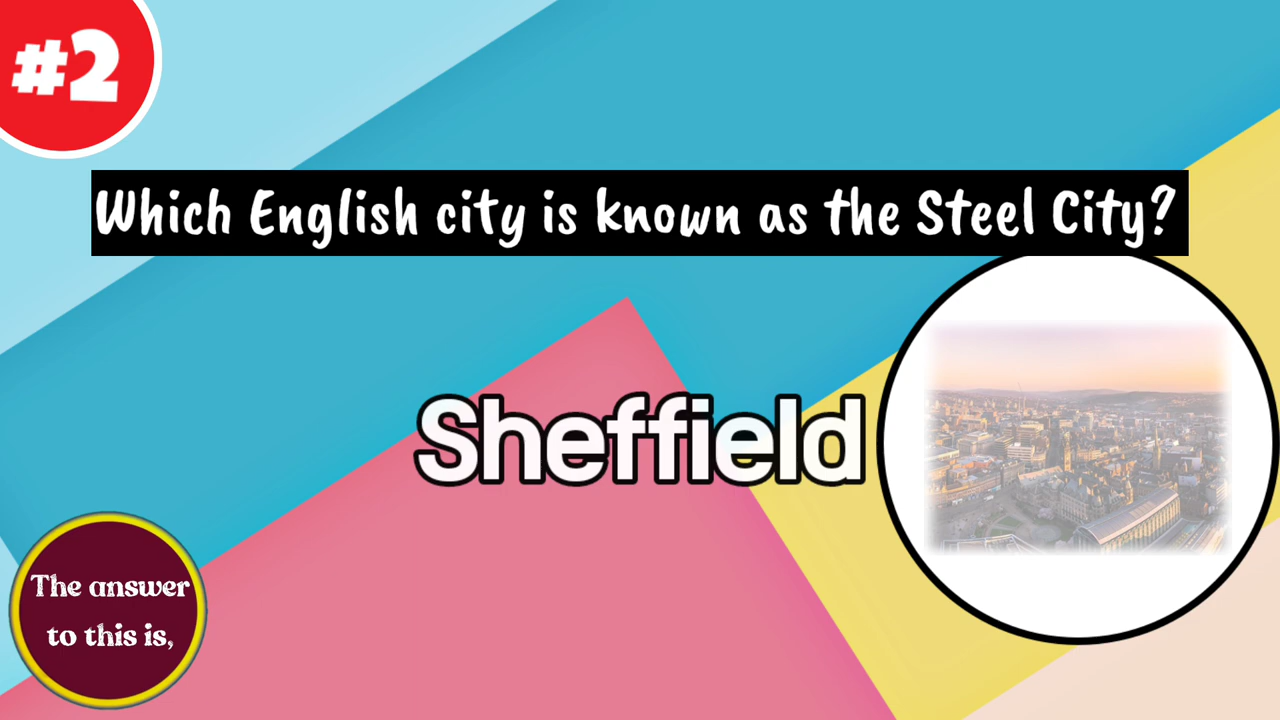 #2
Which English city is known as the Steel City?
Sheffield
The answer
to this is,